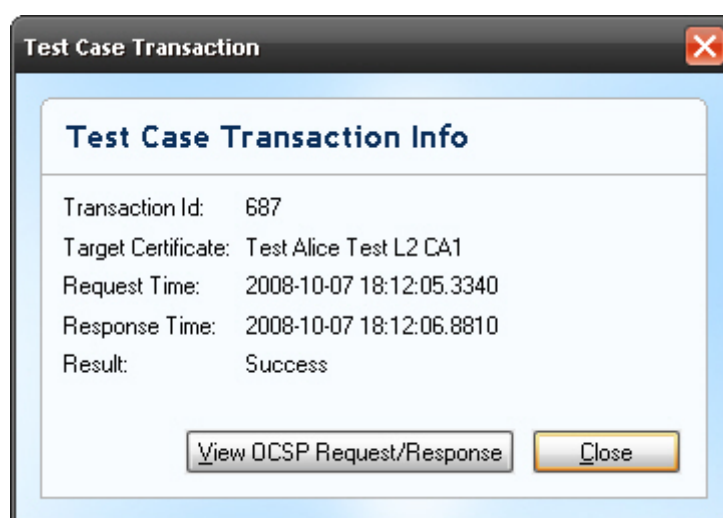 Test Case Transaction
Test Case Transaction Info
Transaction Id: 687
Target Certificate: Test Alice Test L2 CA1
Request Time: 2008-10-07 18:12:05.3340
Response Time: 2008-10-07 18:12:06.8810
Result: Success
View OCSP Request/Response Close